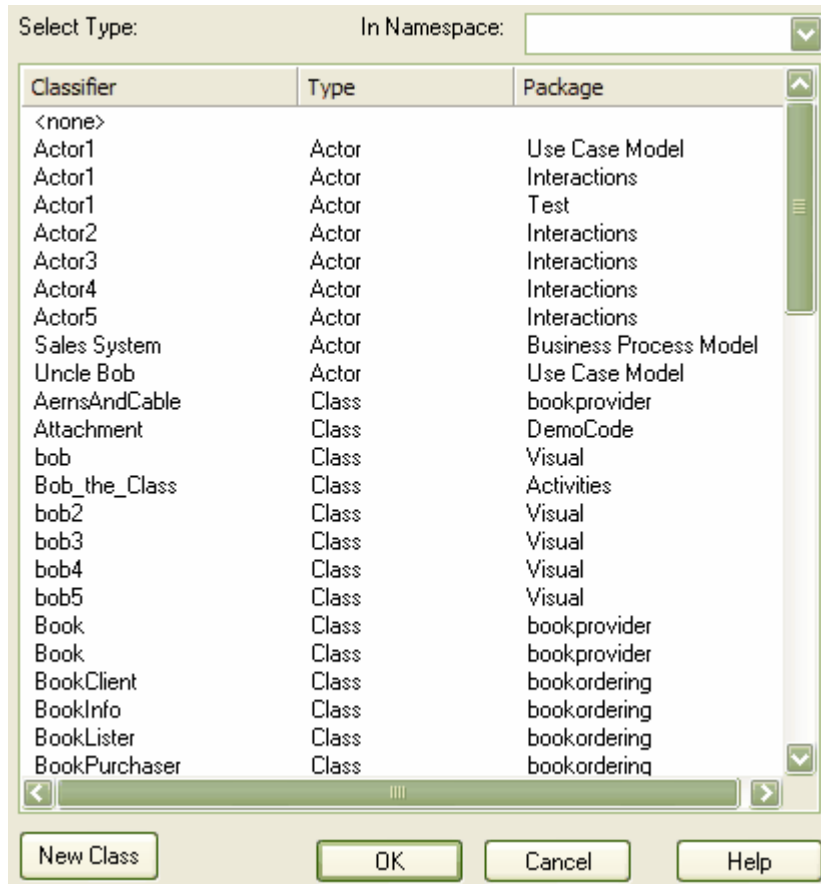 Select Type: In Namespace:
Classifier Type Package
<none>
Actor1 Actor Use Case Model
Actor1 Actor Interactions
Actor1 Actor Test
Actor2 Actor Interactions
Actor3 Actor Interactions
Actor4 Actor Interactions
Actor5 Actor Interactions
Sales System Actor Business Process Model
Uncle Bob Actor Use Case Model
AernsAndCable Class bookprovider
Attachment Class DemoCode
bob Class Visual
Bob_the_Class Class Activities
bob2 Class Visual
bob3 Class Visual
bob4 Class Visual
bob5 Class Visual
Book Class bookprovider
Book Class bookprovider
BookClient Class bookordering
BookInfo Class bookordering
BookLister Class bookordering
BookPurchaser Class bookordering
New Class OK Cancel Help